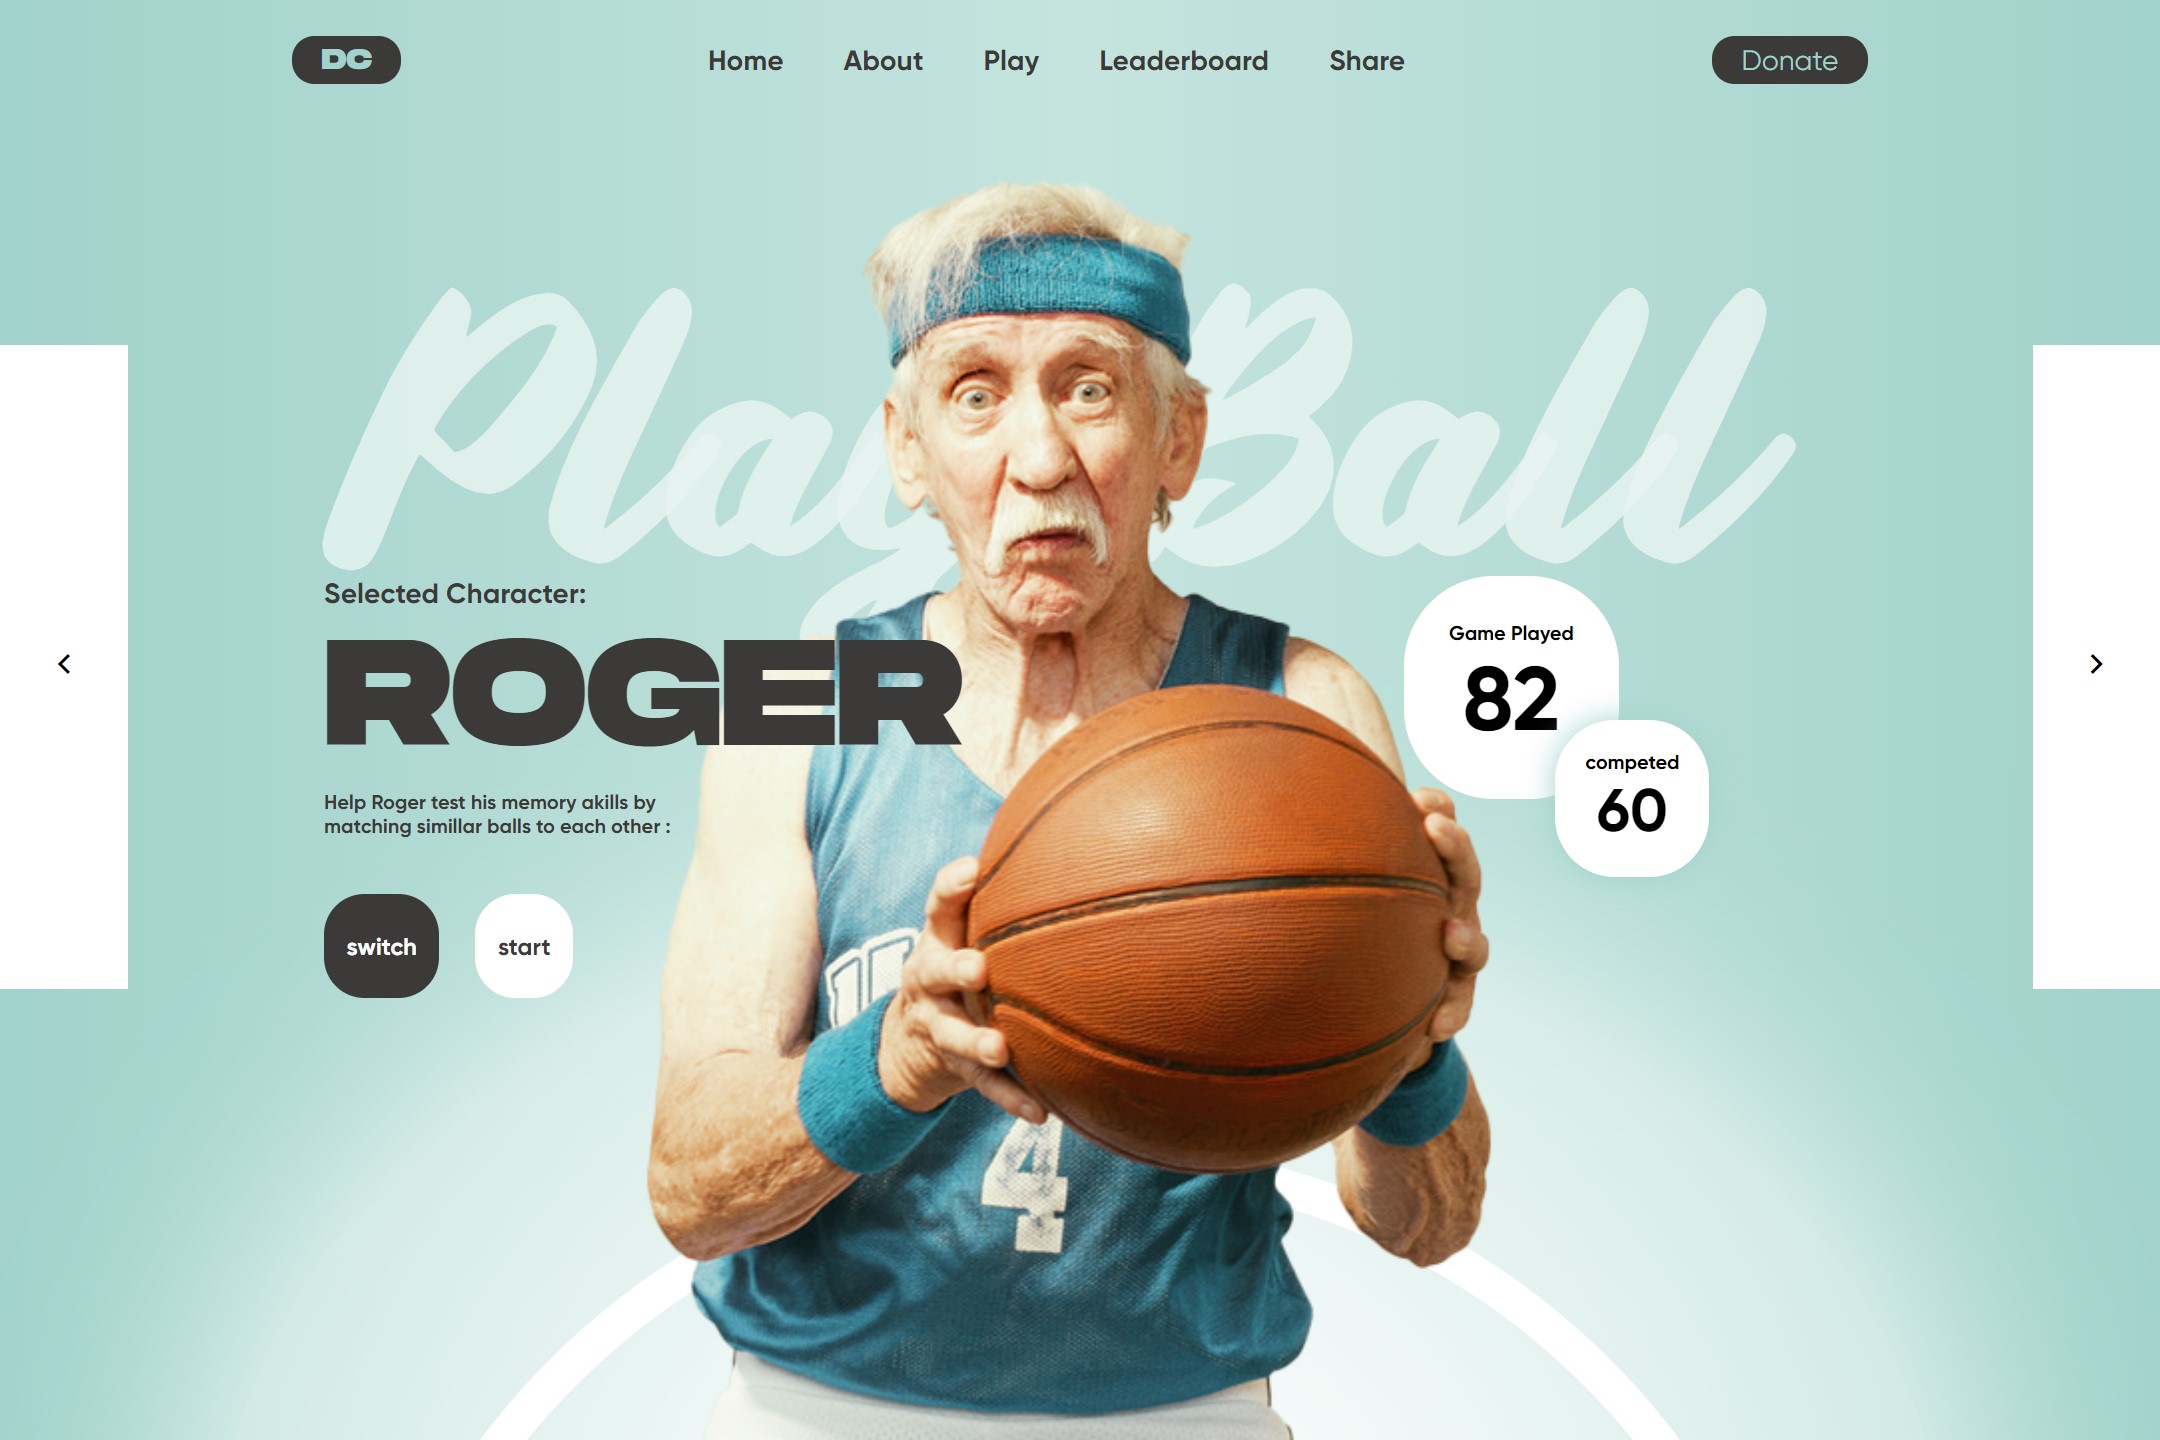 DC
Home About Play Leaderboard Share
Donate
Play Ball
Selected Character:
ROGER
Help Roger test his memory akills by
matching simillar balls to each other :
switch start
Game Played
82
competed
60
4